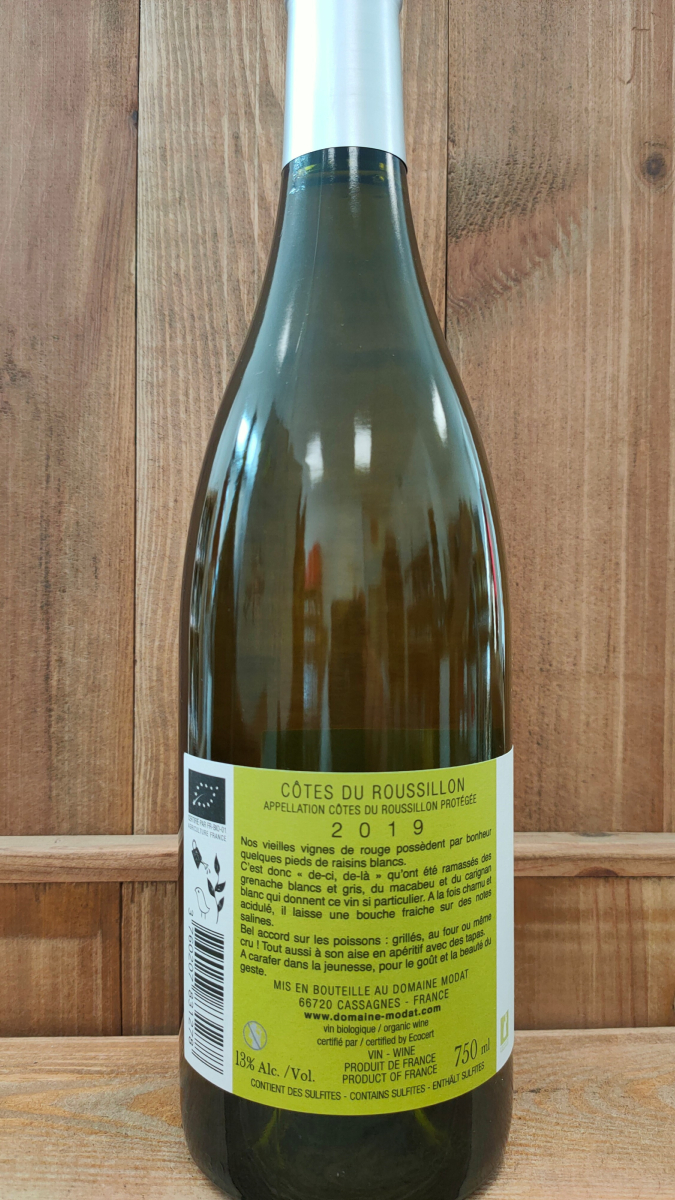 CÔTES DU ROUSSILLON
APPELLATION CÔTES DU ROUSSILLON PROTÉGÉE
2019
Nos vieilles vignes de rouge possèdent par bonheur
quelques pieds de raisins blancs.
C'est donc « de-ci, de-là » qu'ont été ramassés des
grenache blancs et gris, du macabeu et du carignan
blanc qui donnent ce vin si particulier. A la fois charnu et
acidulé, il laisse une bouche fraiche sur des notes
salines.
Bel accord sur les poissons : grillés, au four ou même
cru ! Tout aussi à son aise en apéritif avec des tapas.
A carafer dans la jeunesse, pour le goût et la beauté du
geste.
MIS EN BOUTEILLE AU DOMAINE MODAT
66720 CASSAGNES - FRANCE
www.domaine-modat.com
vin biologique / organic wine
certifié par / certified by Ecocert
VIN - WINE
PRODUIT DE FRANCE
PRODUCT OF FRANCE
13% Alc. /Vol.
750 ml
CONTIENT DES SULFITES - CONTAINS SULFITES - ENTHÄLT SULFITES
AGRICULTURE FRANCE